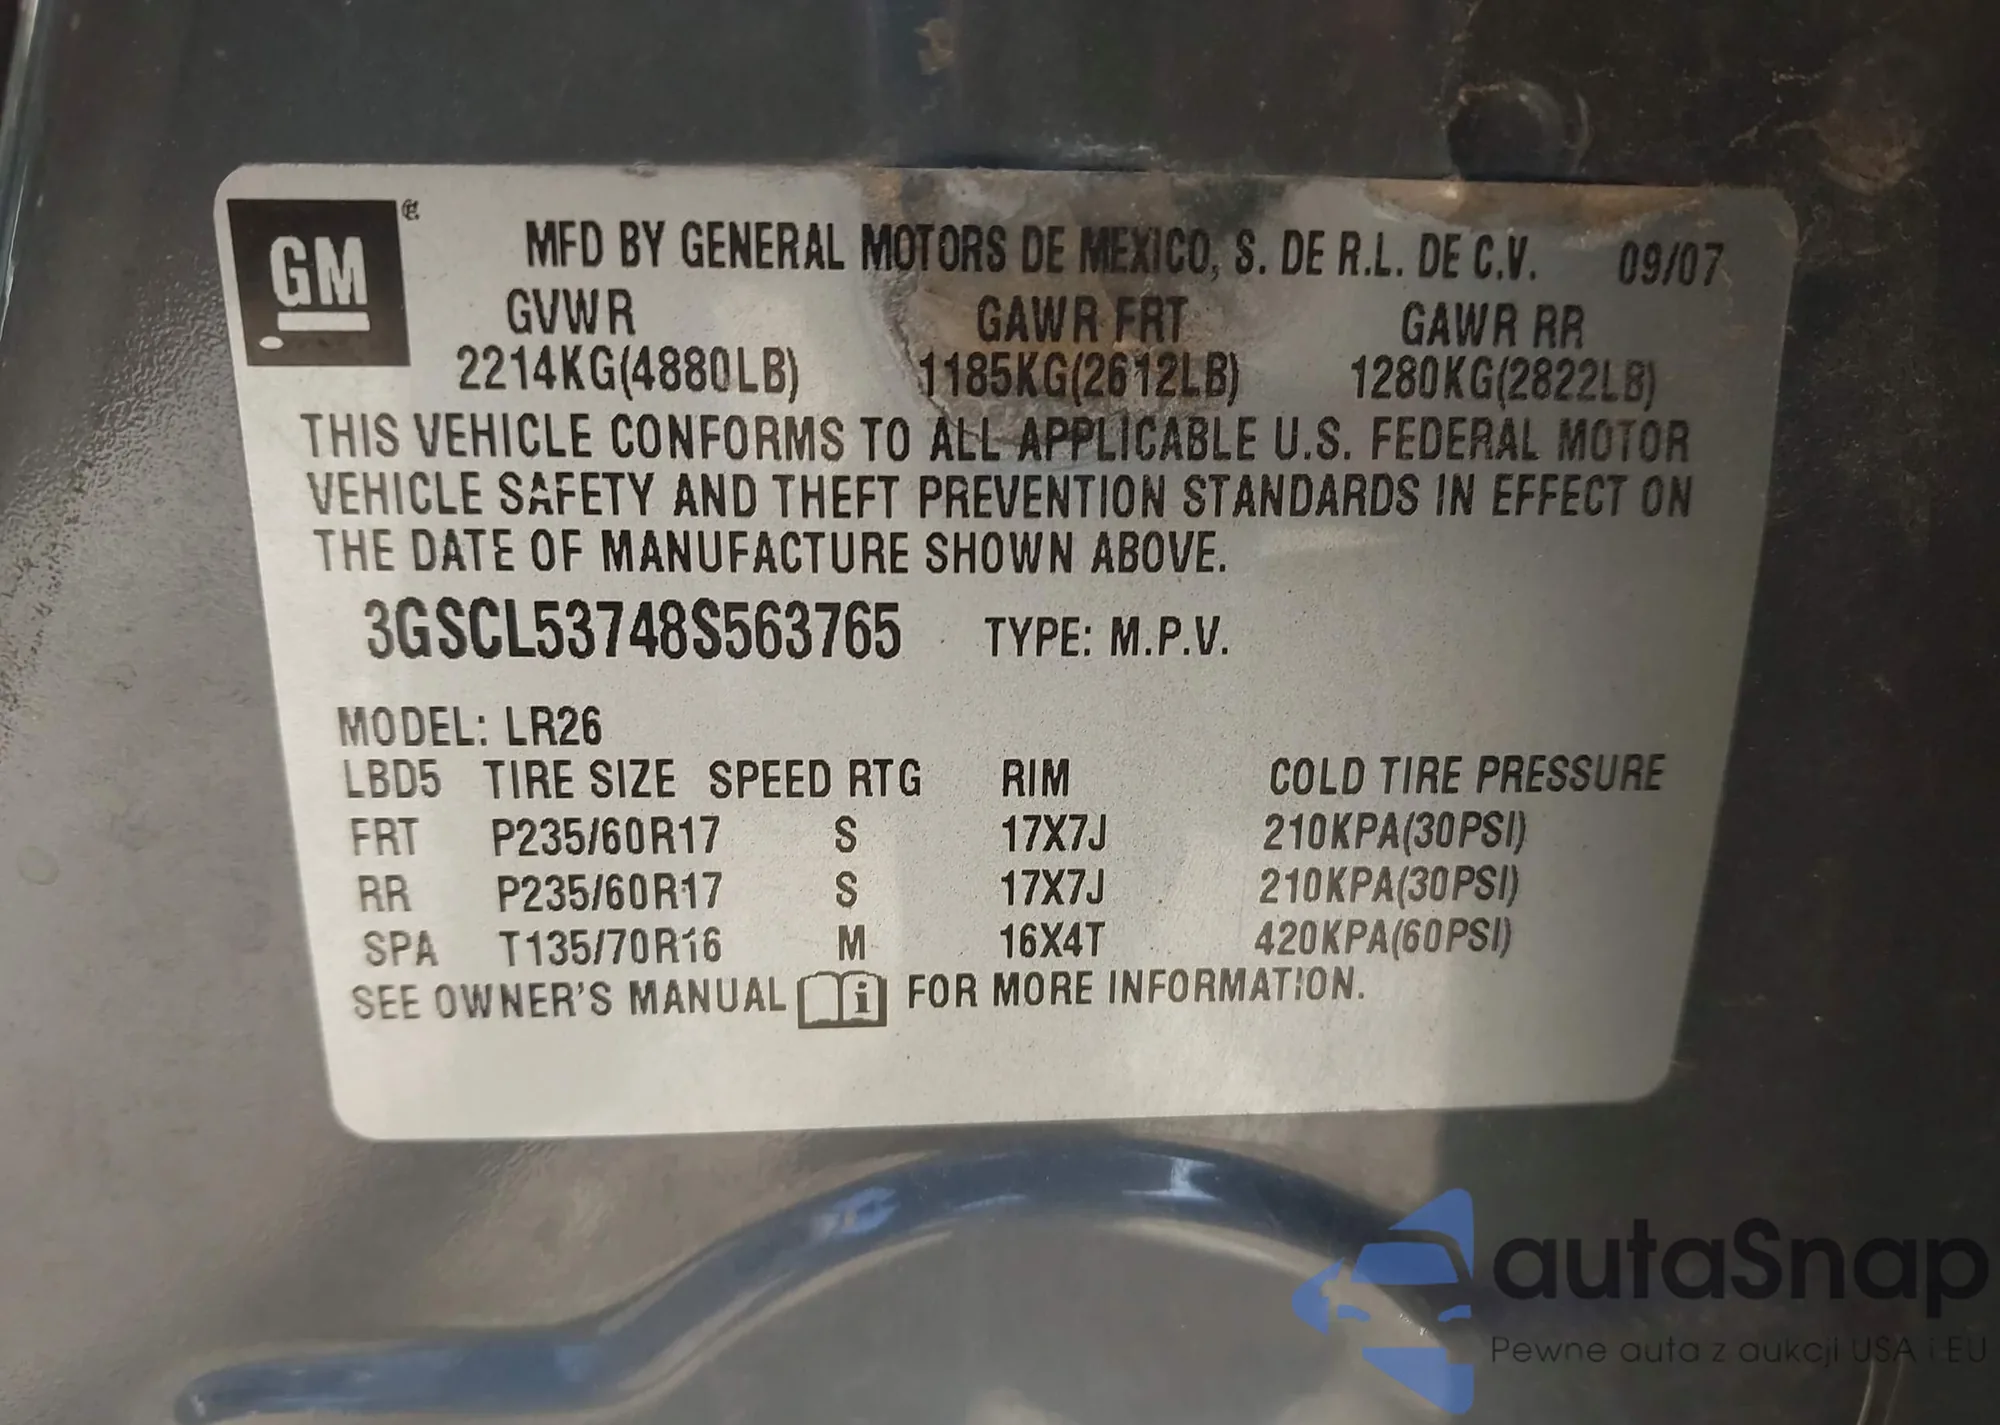 GM
MFD BY GENERAL MOTORS DE MEXICO, S. DE R.L. DE C.V. 09/07
GVWR GAWR FRT GAWR RR
2214KG(4880LB) 1185KG(2612LB) 1280KG(2822LB)
THIS VEHICLE CONFORMS TO ALL APPLICABLE U.S. FEDERAL MOTOR
VEHICLE SAFETY AND THEFT PREVENTION STANDARDS IN EFFECT ON
THE DATE OF MANUFACTURE SHOWN ABOVE.
3GSCL53748S563765 TYPE: M.P.V.
MODEL: LR26
LBD5 TIRE SIZE SPEED RTG RIM COLD TIRE PRESSURE
FRT P235/60R17 S 17X7J 210KPA(30PSI)
RR P235/60R17 S 17X7J 210KPA(30PSI)
SPA T135/70R16 M 16X4T 420KPA(60PSI)
SEE OWNER'S MANUAL i FOR MORE INFORMATION.
autaSnap
Pewne auta z aukcji USA i EU